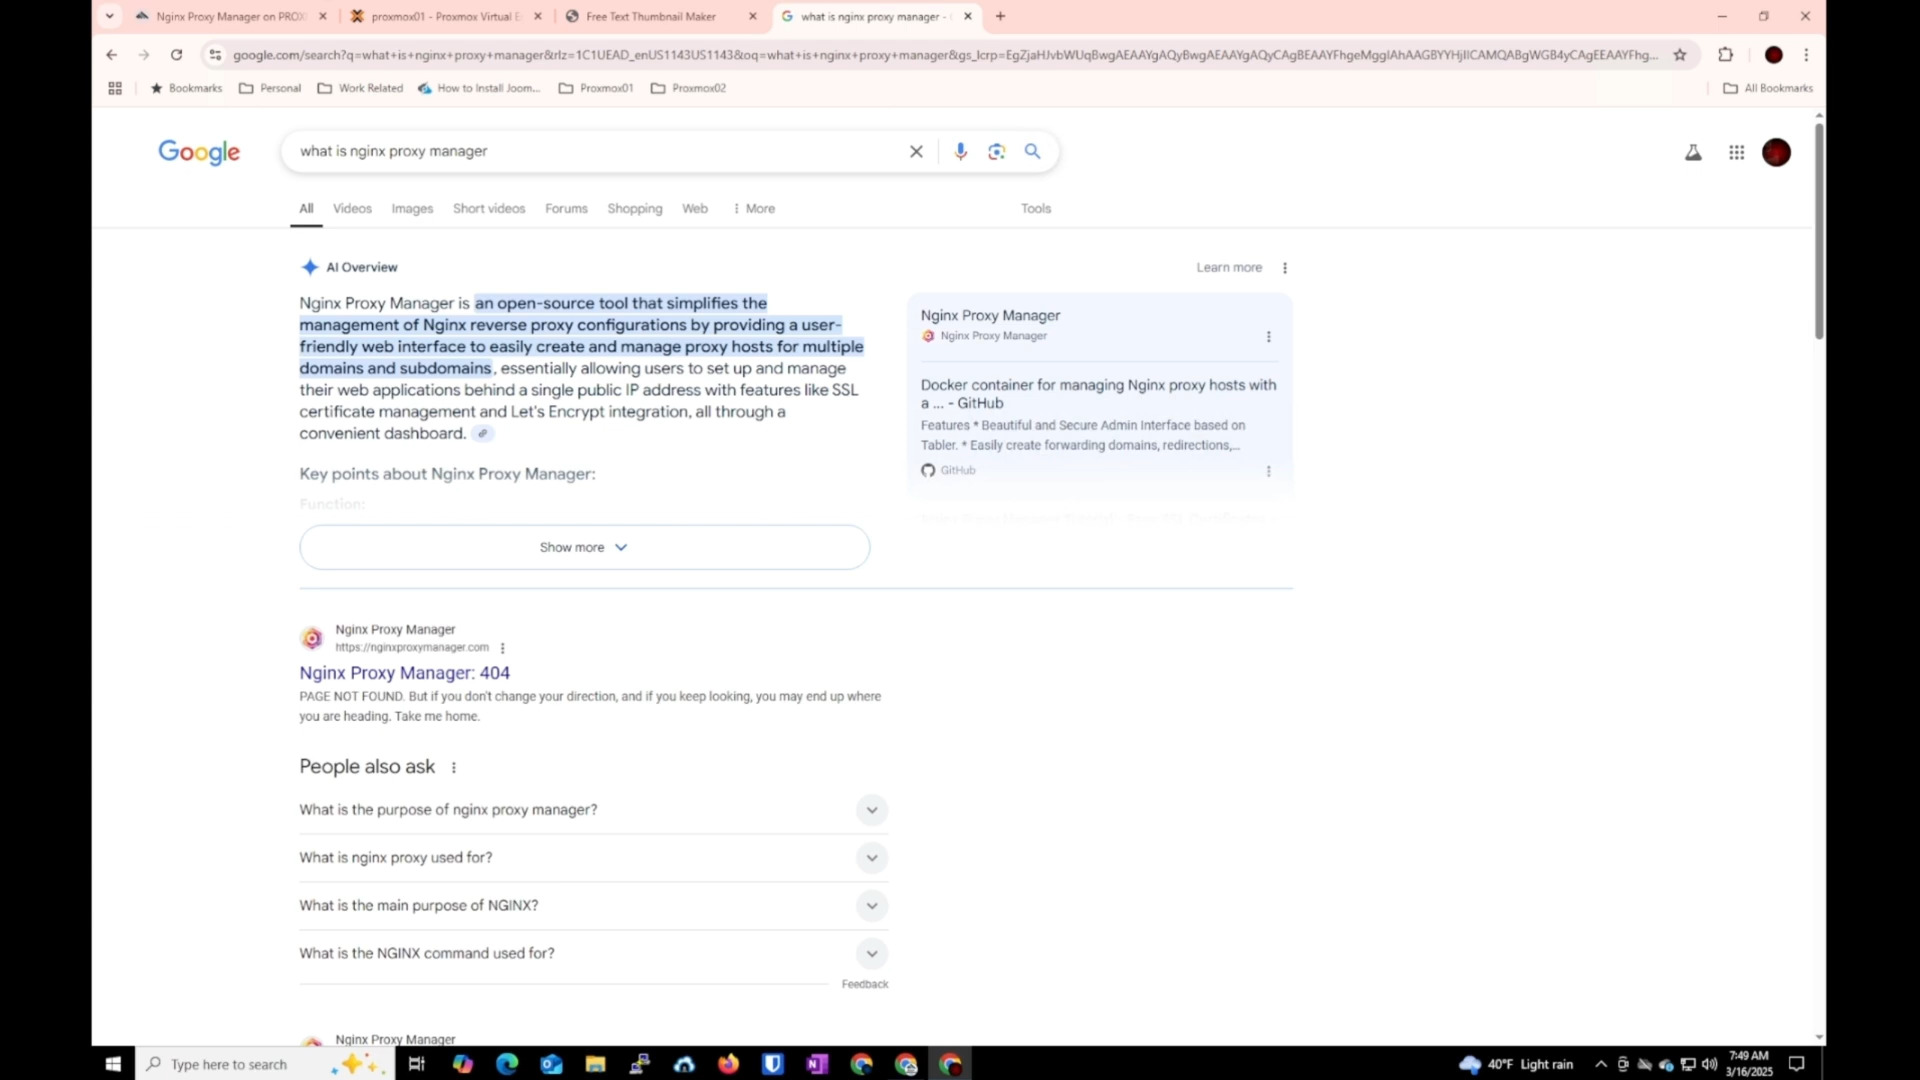 Nginx Proxy Manager on PROX
proxmox01 - Proxmox Virtual E
Free Text Thumbnail Maker
what is nginx proxy manager -
google.com/search?q=what+is+nginx+proxy+manager&rlz=1C1UEAD_enUS1143US1143&oq=what+is+nginx+proxy+manager&gs_lcrp=
Bookmarks
Personal
Work Related
How to Install Joom...
Proxmox01
Proxmox02
All Bookmarks
Google
what is nginx proxy manager
All
Videos
Images
Short videos
Forums
Shopping
Web
More
Tools
AI Overview
Learn more
Nginx Proxy Manager is an open-source tool that simplifies the
management of Nginx reverse proxy configurations by providing a user-
friendly web interface to easily create and manage proxy hosts for multiple
domains and subdomains, essentially allowing users to set up and manage
their web applications behind a single public IP address with features like SSL
certificate management and Let's Encrypt integration, all through a
convenient dashboard.
Key points about Nginx Proxy Manager:
Function:
Show more
Nginx Proxy Manager
Nginx Proxy Manager
Docker container for managing Nginx proxy hosts with
a ... - GitHub
Features * Beautiful and Secure Admin Interface based on
Tabler. * Easily create forwarding domains, redirections,...
GitHub
Nginx Proxy Manager
https://nginxproxymanager.com
Nginx Proxy Manager: 404
PAGE NOT FOUND. But if you don't change your direction, and if you keep looking, you may end up where
you are heading. Take me home.
People also ask
What is the purpose of nginx proxy manager?
What is nginx proxy used for?
What is the main purpose of NGINX?
What is the NGINX command used for?
Feedback
Nginx Proxy Manager
Type here to search
40°F Light rain
7:49 AM
3/16/2025